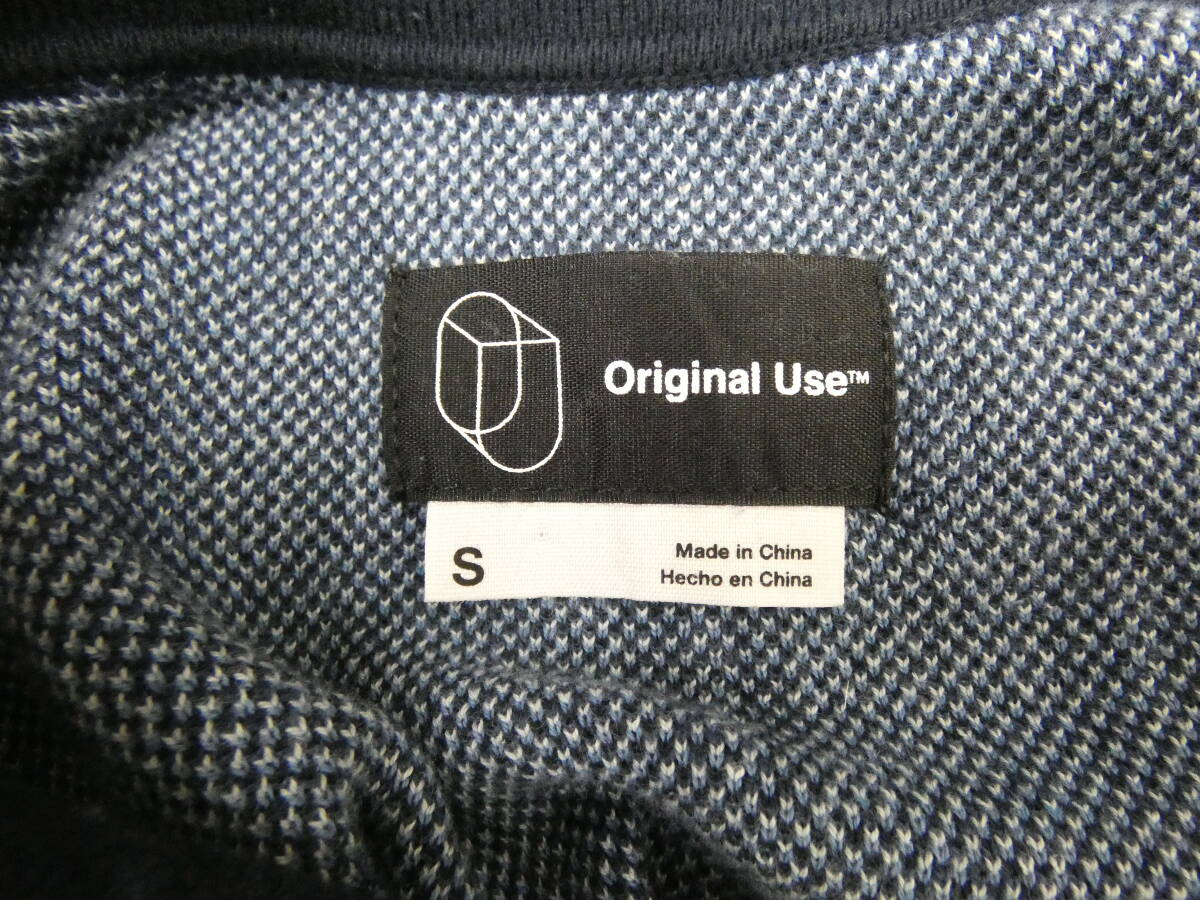 Original Use™
S
Made in China
Hecho en China